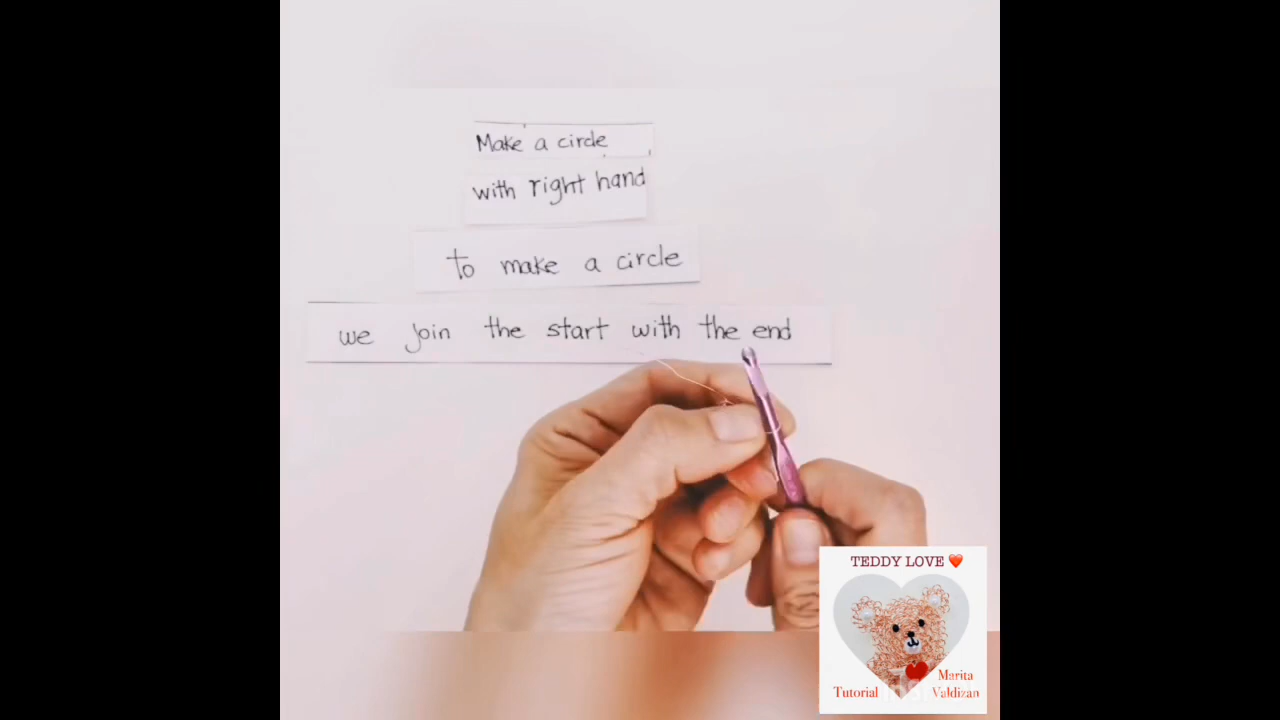 Make a circle
with right hand
to make a circle
we join the start with the end
TEDDY LOVE ❤️
Marita
Tutorial Valdizan